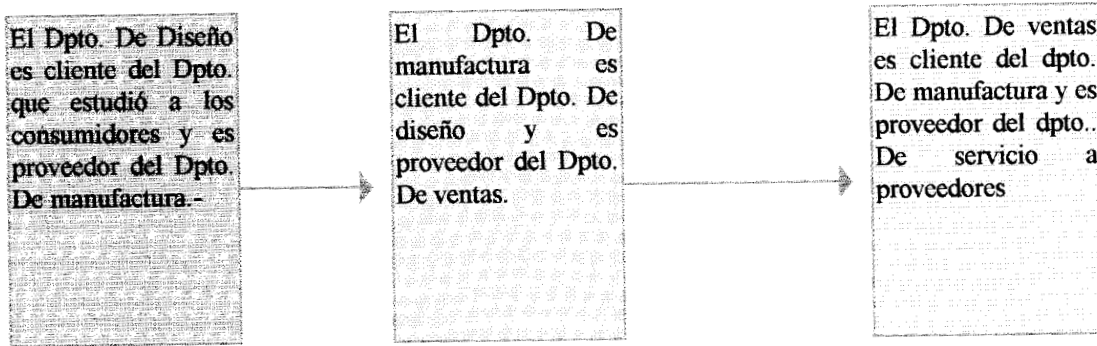 El Dpto. De Diseño
es cliente del Dpto.
que estudió a los
consumidores y es
proveedor del Dpto.
De manufactura.-
El Dpto. De
manufactura es
cliente del Dpto. De
diseño y es
proveedor del Dpto.
De ventas.
El Dpto. De ventas
es cliente del dpto.
De manufactura y es
proveedor del dpto..
De servicio a
proveedores